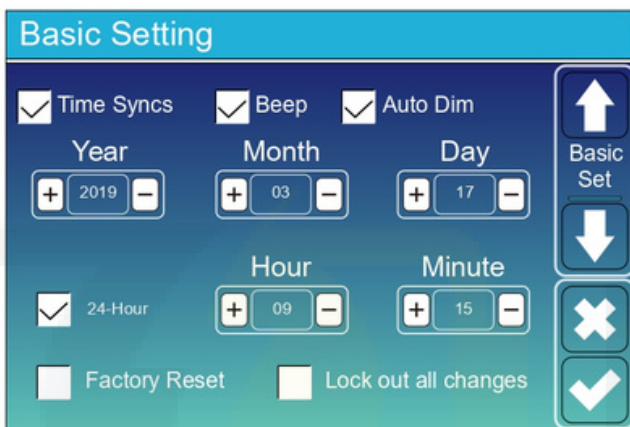 Basic Setting
Time Syncs Beep Auto Dim
Year Month Day
+ 2019 − + 03 − + 17 −
Basic
Set
Hour Minute
24-Hour + 09 − + 15 −
Factory Reset Lock out all changes